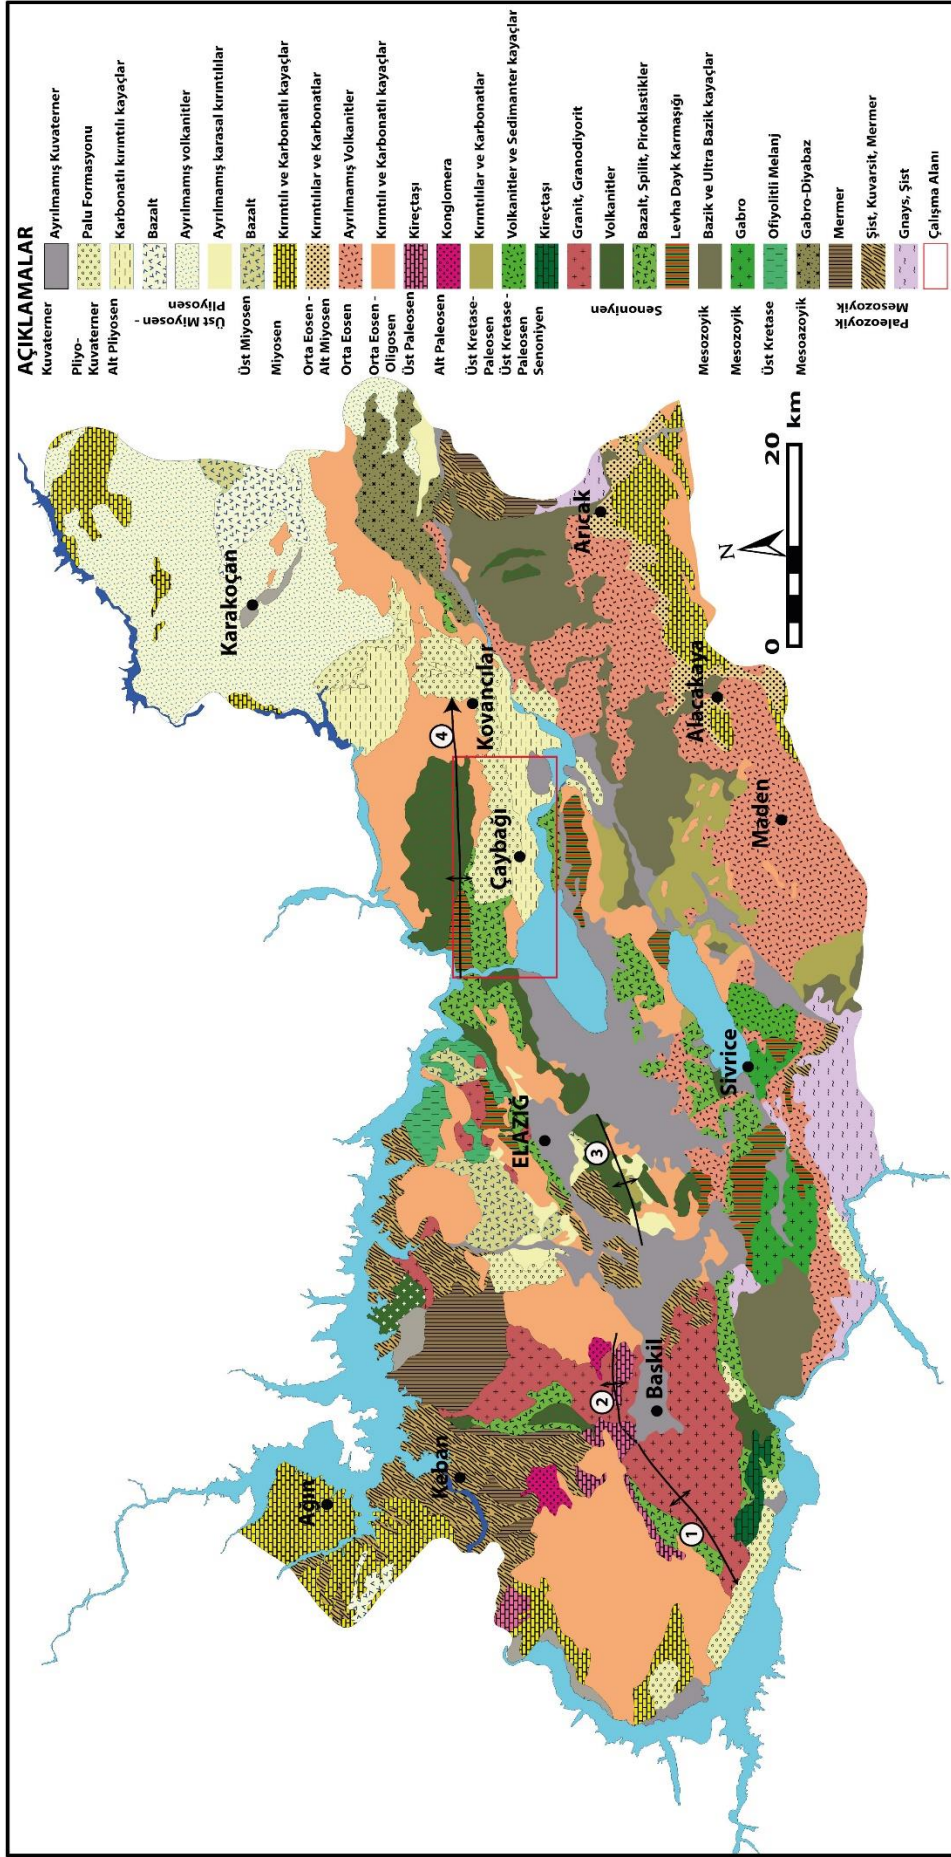 AÇIKLAMALAR
Kuvaterner
Ayrılmamış Kuvaterner
Pliyo-
Kuvaterner
Palu Formasyonu
Alt Pliyosen
Karbonatlı kırıntılı kayaçlar
Üst Miyosen -
Pliyosen
Bazalt
Ayrılmamış volkanitler
Ayrılmamış karasal kırıntılılar
Üst Miyosen
Bazalt
Miyosen
Kırıntılı ve Karbonatlı kayaçlar
Orta Eosen -
Alt Miyosen
Kırıntılılar ve Karbonatlar
Orta Eosen
Ayrılmamış Volkanitler
Orta Eosen -
Oligosen
Kırıntılı ve Karbonatlı kayaçlar
Üst Paleosen
Kireçtaşı
Alt Paleosen
Konglomera
Üst Kretase-
Paleosen
Kırıntılılar ve Karbonatlar
Üst Kretase -
Paleosen
Volkanitler ve Sedimanter kayaçlar
Senoniyen
Kireçtaşı
Granit, Granodiyorit
Senoniyen
Volkanitler
Bazalt, Spilit, Piroklastikler
Levha Dayk Karmaşığı
Mesozoyik
Bazik ve Ultra Bazik kayaçlar
Mesozoyik
Gabro
Üst Kretase
Ofiyolitli Melanj
Mesoazoyik
Gabro-Diyabaz
Paleozoyik
Mesozoyik
Mermer
Şist, Kuvarsit, Mermer
Gnays, Şist
Çalışma Alanı
Ağın
Keban
Baskil
ELAZIĞ
Sivrice
Maden
Çaybağı
Kovancılar
Karakoçan
Alacakaya
Arıcak
1
2
3
4
N
0
20 km